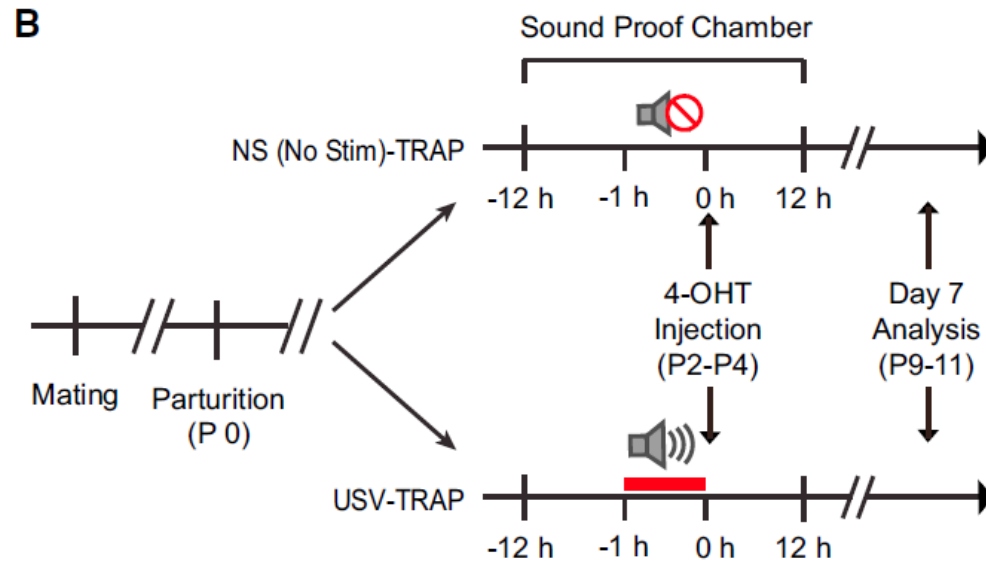 B
Sound Proof Chamber
NS (No Stim)-TRAP
-12 h
-1 h
0 h
12 h
4-OHT
Injection
(P2-P4)
Day 7
Analysis
(P9-11)
Mating
Parturition
(P 0)
USV-TRAP
-12 h
-1 h
0 h
12 h